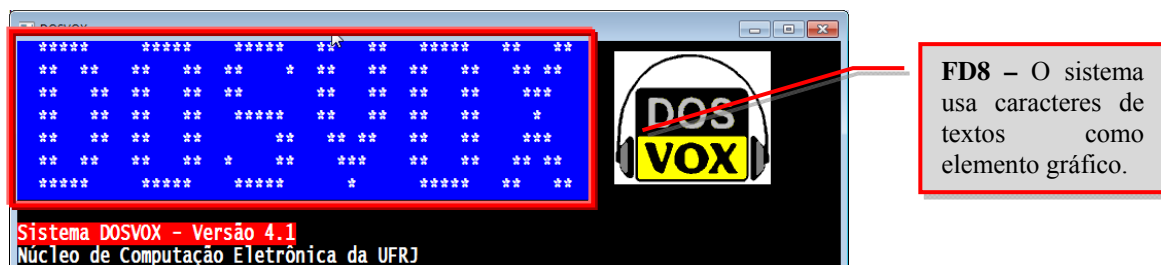 DOSVOX
***** ***** ***** ** ** ***** ** **
** ** ** ** ** * ** ** ** ** ** **
** ** ** ** ** ** ** ** ** ***
** ** ** ** ***** ** ** ** ** *
** ** ** ** ** ** ** ** ** ***
** ** ** ** * ** *** ** ** ** **
***** ***** ***** * ***** ** **
DOS
VOX
Sistema DOSVOX - Versão 4.1
Núcleo de Computação Eletrônica da UFRJ
FD8 – O sistema
usa caracteres de
textos como
elemento gráfico.